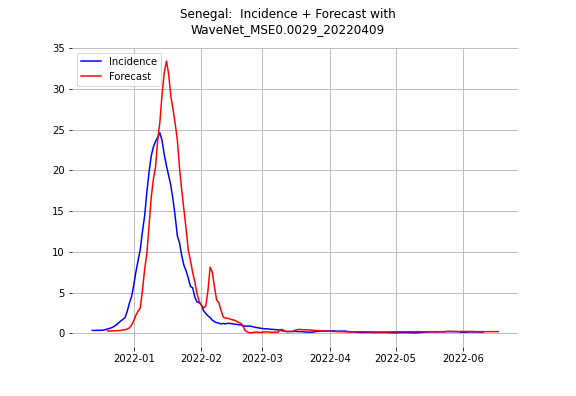 Senegal:  Incidence + Forecast with
WaveNet_MSE0.0029_20220409
Incidence
Forecast
35
30
25
20
15
10
5
0
2022-01 2022-02 2022-03 2022-04 2022-05 2022-06